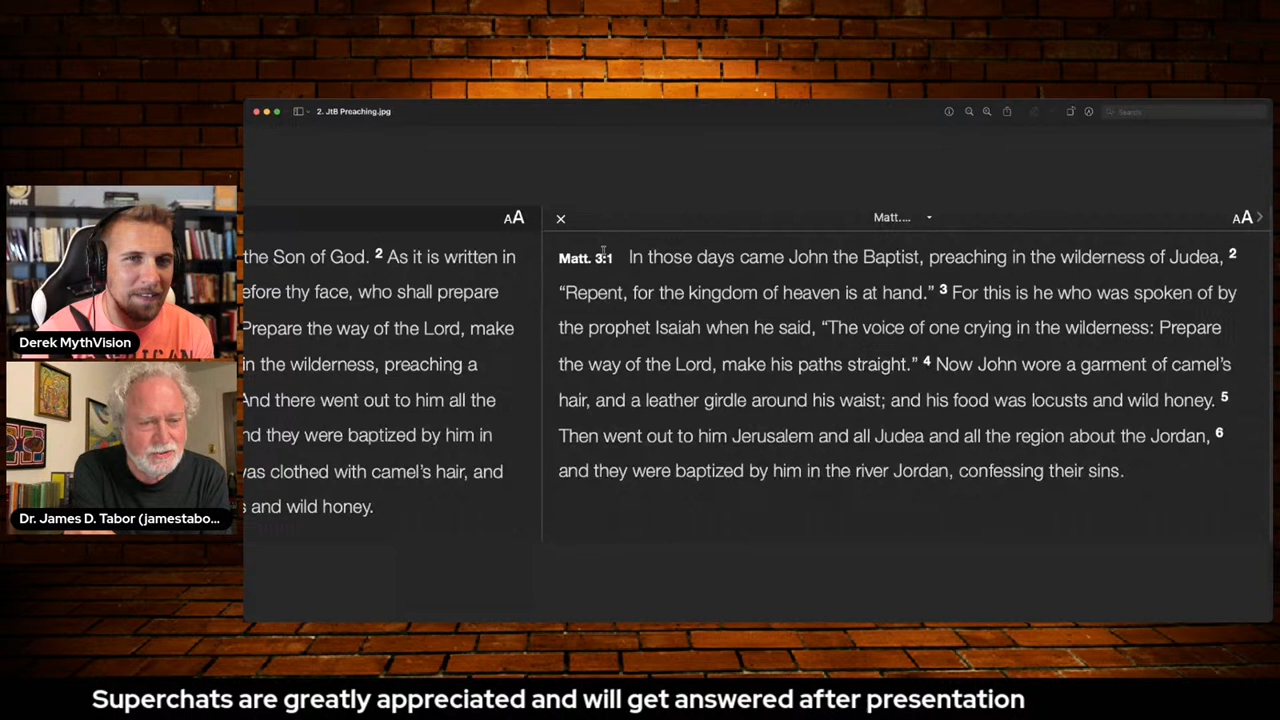 2. JtB Preaching.jpg
Search
AA
the Son of God. 2 As it is written in
efore thy face, who shall prepare
Prepare the way of the Lord, make
in the wilderness, preaching a
And there went out to him all the
nd they were baptized by him in
vas clothed with camel's hair, and
s and wild honey.
Matt....
AA
Matt. 3:1 In those days came John the Baptist, preaching in the wilderness of Judea, 2
“Repent, for the kingdom of heaven is at hand.” 3 For this is he who was spoken of by
the prophet Isaiah when he said, “The voice of one crying in the wilderness: Prepare
the way of the Lord, make his paths straight.” 4 Now John wore a garment of camel’s
hair, and a leather girdle around his waist; and his food was locusts and wild honey. 5
Then went out to him Jerusalem and all Judea and all the region about the Jordan, 6
and they were baptized by him in the river Jordan, confessing their sins.
Derek MythVision
Dr. James D. Tabor (jamestabo...
Superchats are greatly appreciated and will get answered after presentation